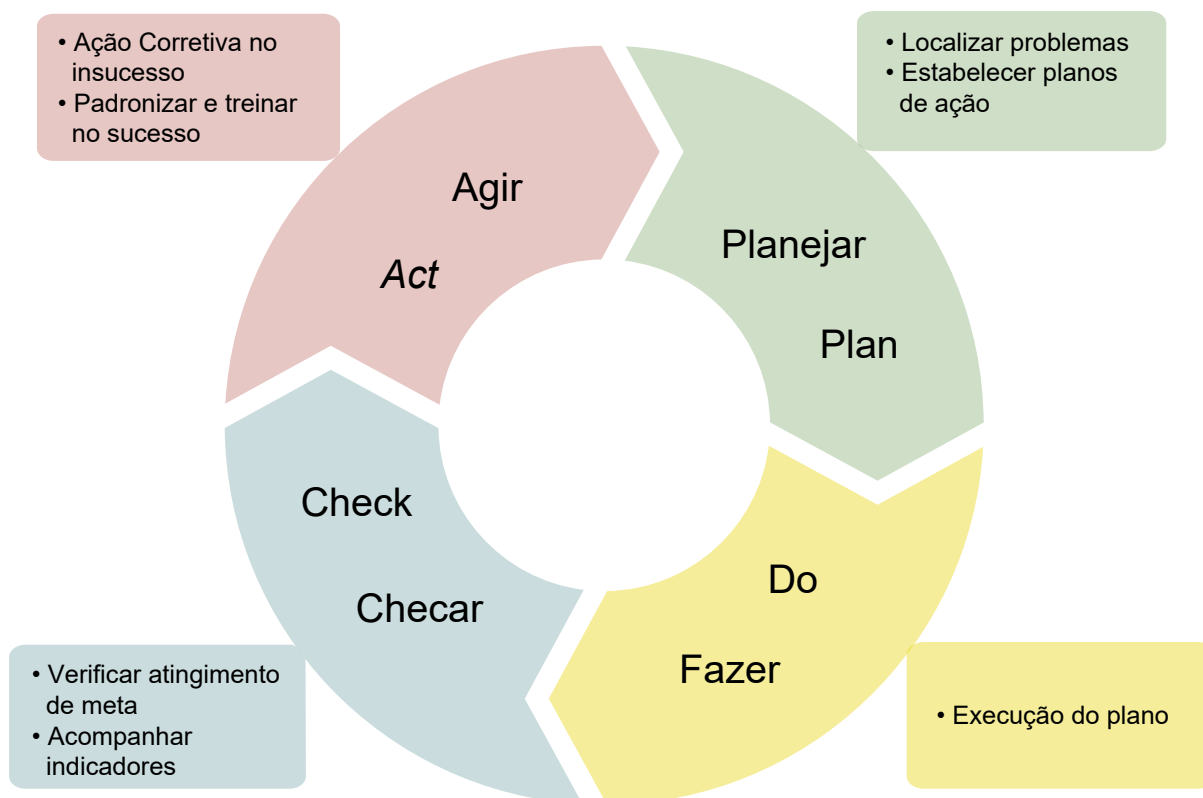 • Ação Corretiva no
insucesso
• Padronizar e treinar
no sucesso
• Localizar problemas
• Estabelecer planos
de ação
Agir
Act
Planejar
Plan
Check
Checar
Do
Fazer
• Verificar atingimento
de meta
• Acompanhar
indicadores
• Execução do plano